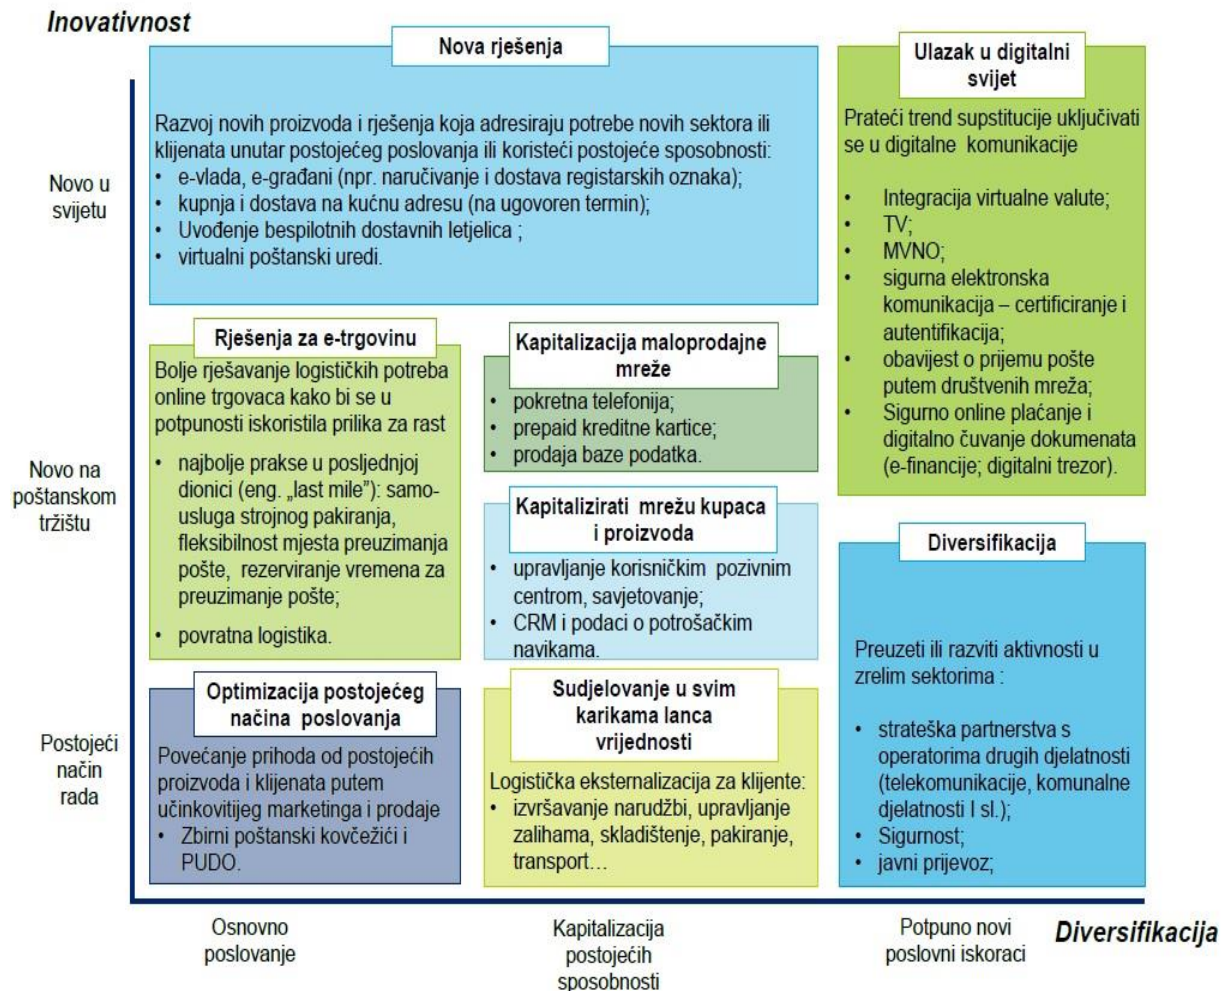 Inovativnost
Nova rješenja
Razvoj novih proizvoda i rješenja koja adresiraju potrebe novih sektora ili
klijenata unutar postojećeg poslovanja ili koristeći postojeće sposobnosti:
• e-vlada, e-građani (npr. naručivanje i dostava registarskih oznaka);
• kupnja i dostava na kućnu adresu (na ugovoren termin);
• Uvođenje bespilotnih dostavnih letjelica ;
• virtualni poštanski uredi.
Ulazak u digitalni
svijet
Prateći trend supstitucije uključivati
se u digitalne komunikacije
• Integracija virtualne valute;
• TV;
• MVNO;
• sigurna elektronska
komunikacija – certificiranje i
autentifikacija;
• obavijest o prijemu pošte
putem društvenih mreža;
• Sigurno online plaćanje i
digitalno čuvanje dokumenata
(e-financije; digitalni trezor).
Novo u
svijetu
Rješenja za e-trgovinu
Bolje rješavanje logističkih potreba
online trgovaca kako bi se u
potpunosti iskoristila prilika za rast
• najbolje prakse u posljednjoj
dionici (eng. „last mile”): samo-
usluga strojnog pakiranja,
fleksibilnost mjesta preuzimanja
pošte, rezerviranje vremena za
preuzimanje pošte;
• povratna logistika.
Kapitalizacija maloprodajne
mreže
• pokretna telefonija;
• prepaid kreditne kartice;
• prodaja baze podatka.
Novo na
poštanskom
tržištu
Kapitalizirati mrežu kupaca
i proizvoda
• upravljanje korisničkim pozivnim
centrom, savjetovanje;
• CRM i podaci o potrošačkim
navikama.
Diversifikacija
Preuzeti ili razviti aktivnosti u
zrelim sektorima :
• strateška partnerstva s
operatorima drugih djelatnosti
(telekomunikacije, komunalne
djelatnosti I sl.);
• Sigurnost;
• javni prijevoz;
Optimizacija postojećeg
načina poslovanja
Povećanje prihoda od postojećih
proizvoda i klijenata putem
učinkovitijeg marketinga i prodaje
• Zbirni poštanski kovčežići i
PUDO.
Sudjelovanje u svim
karikama lanca
vrijednosti
Logistička eksternalizacija za klijente:
• izvršavanje narudžbi, upravljanje
zalihama, skladištenje, pakiranje,
transport…
Postojeći
način
rada
Osnovno
poslovanje
Kapitalizacija
postojećih
sposobnosti
Potpuno novi
poslovni iskoraci
Diversifikacija